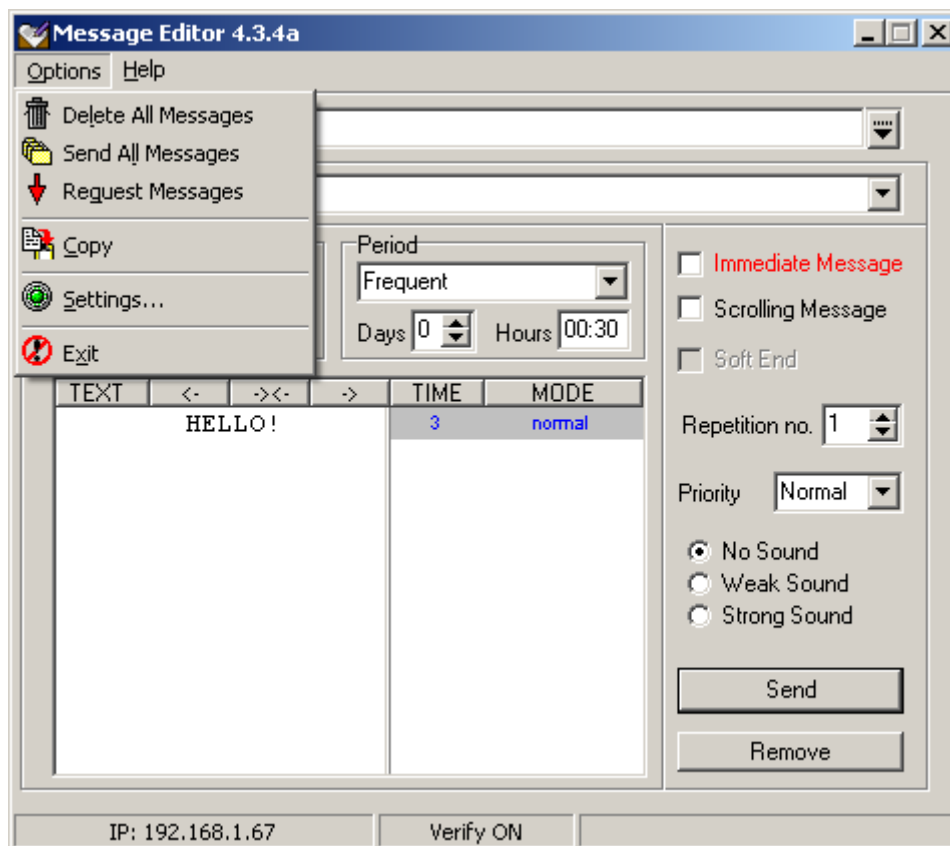 Message Editor 4.3.4a
Options Help
Delete All Messages
Send All Messages
Request Messages
Copy
Settings...
Exit
Period
Frequent
Days 0 Hours 00:30
Immediate Message
Scrolling Message
Soft End
TEXT <- -><- -> TIME MODE
HELLO! 3 normal
Repetition no. 1
Priority Normal
No Sound
Weak Sound
Strong Sound
Send
Remove
IP: 192.168.1.67 Verify ON